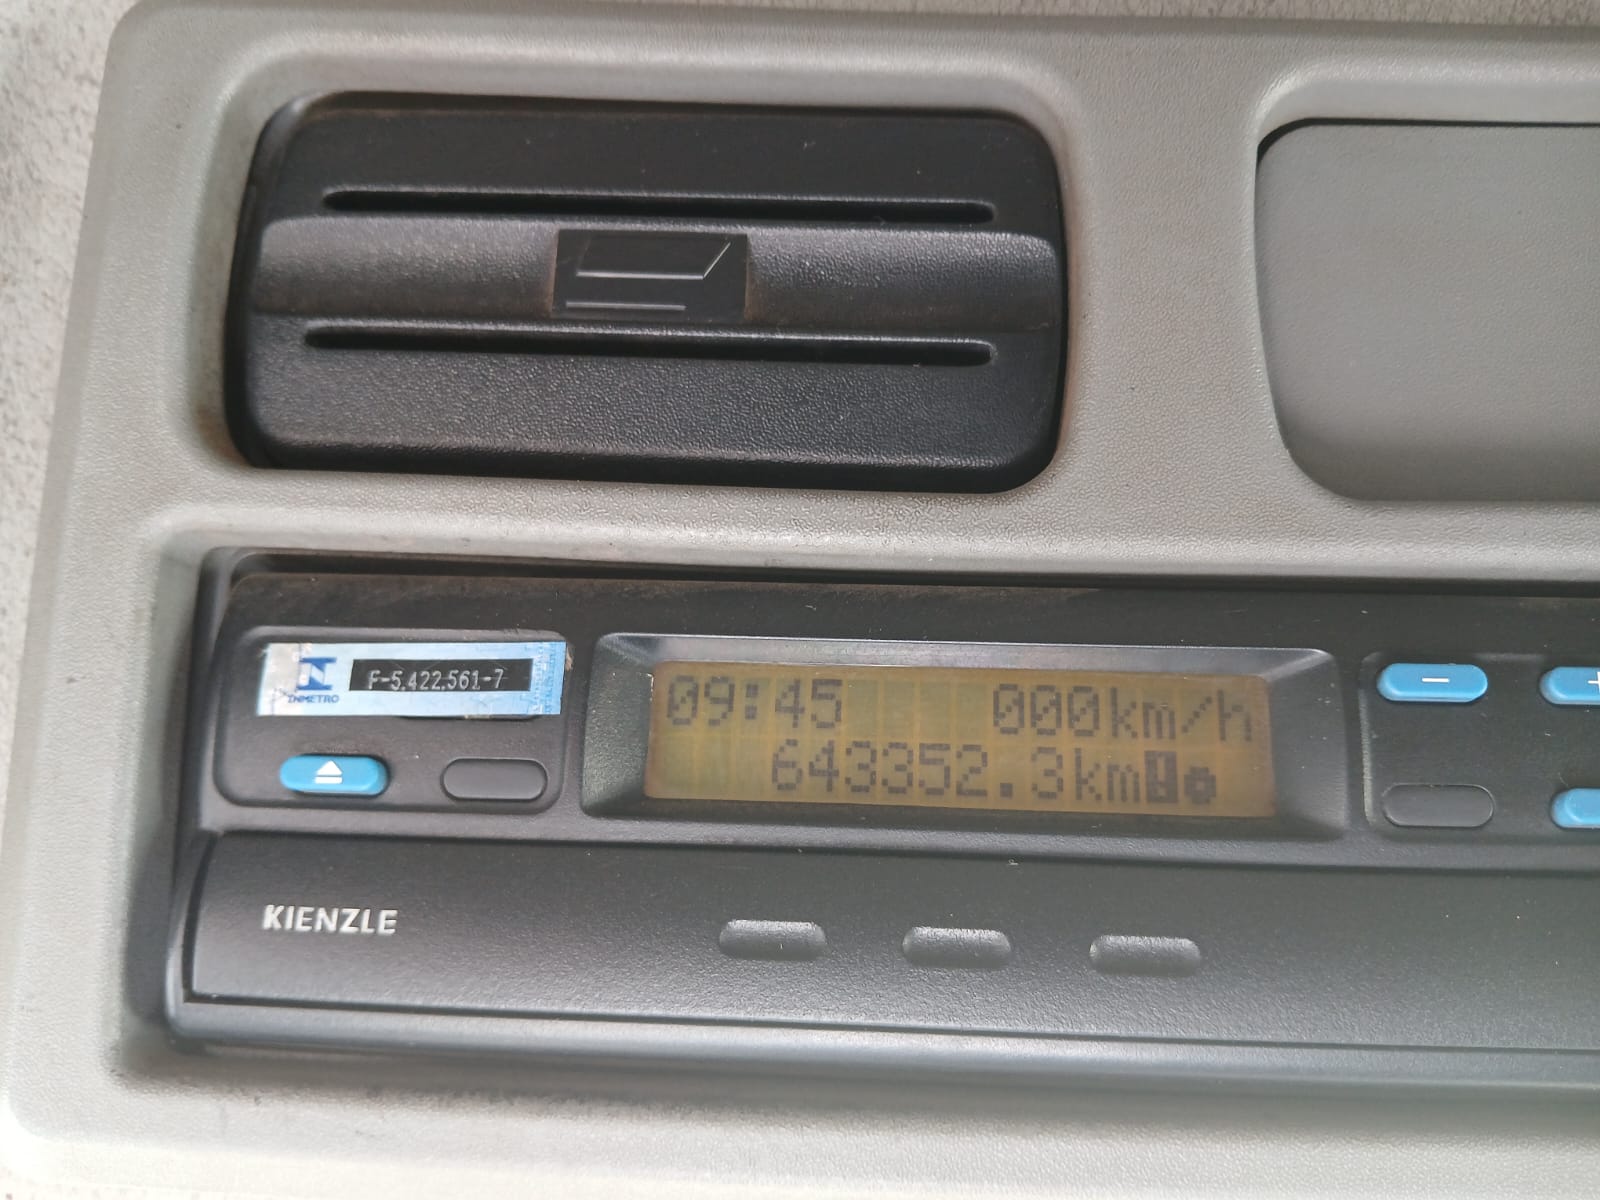 INMETRO
F-5.422.561-7
09:45 000km/h
643352.3km
KIENZLE